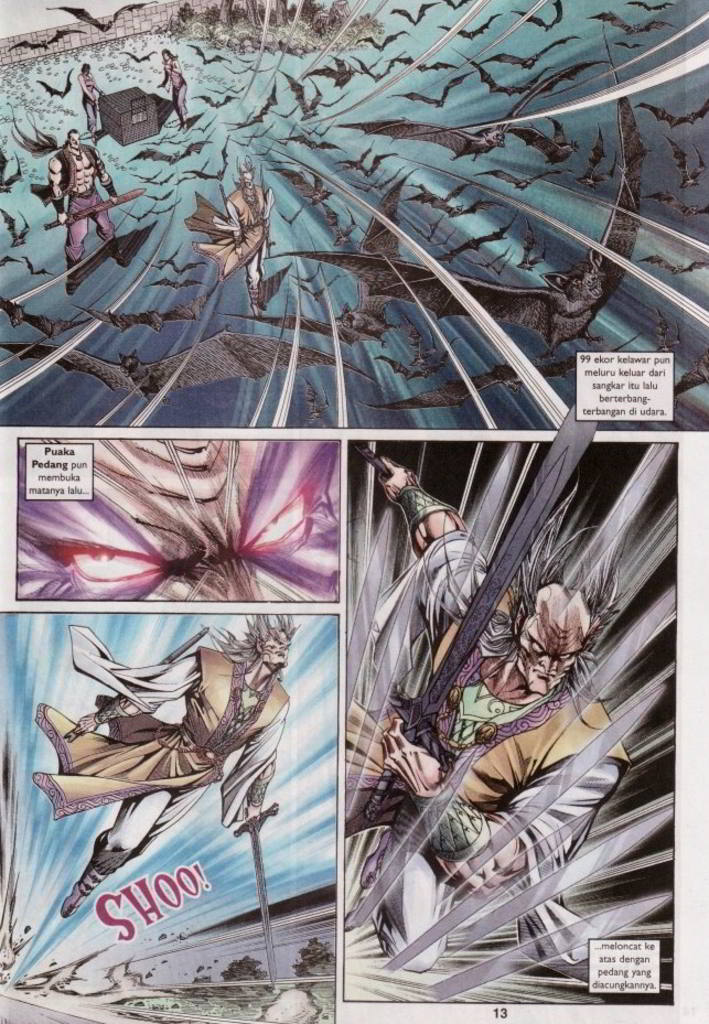 99 ekor kelawar pun
meluru keluar dari
sangkar itu lalu
berterbang-
terbangan di udara.
Puaka
Pedang pun
membuka
matanya lalu...
SHOO!
...meloncat ke
atas dengan
pedang yang
diacungkannya.
13